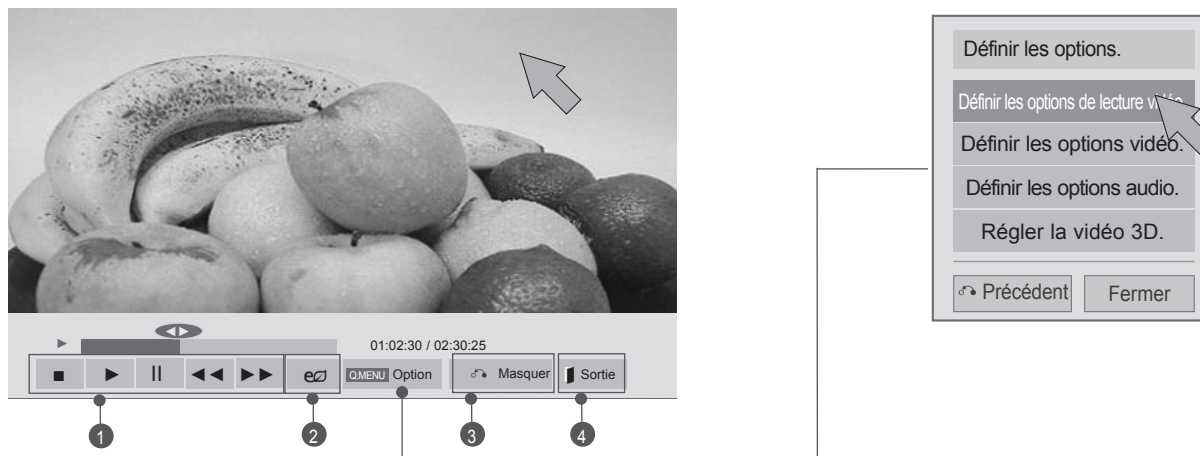 01:02:30 / 02:30:25
Q.MENU Option
Masquer
Sortie
1
2
3
4
Définir les options.
Définir les options de lecture vidéo.
Définir les options vidéo.
Définir les options audio.
Régler la vidéo 3D.
Précédent
Fermer